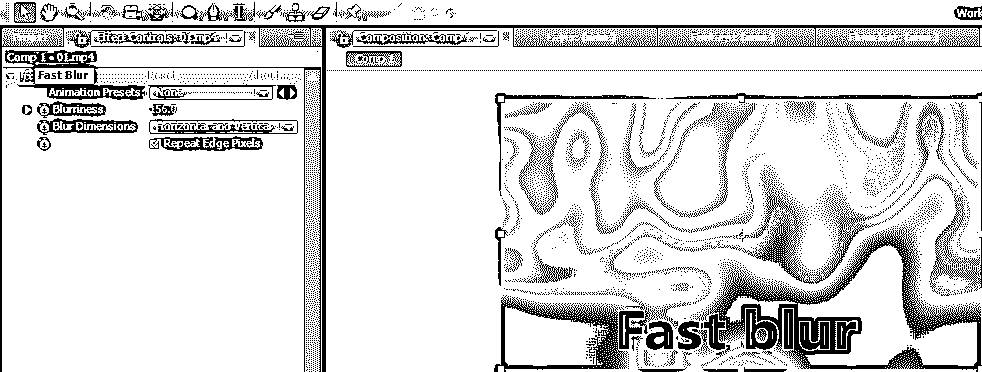 Work
Effect Controls: 01.mp4
Composition: Comp 1
Comp 1 • 01.mp4
Comp 1
Fast Blur
Reset
About...
Animation Presets
None
Blurriness
56.0
Blur Dimensions
Horizontal and Vertical
Repeat Edge Pixels
Fast blur